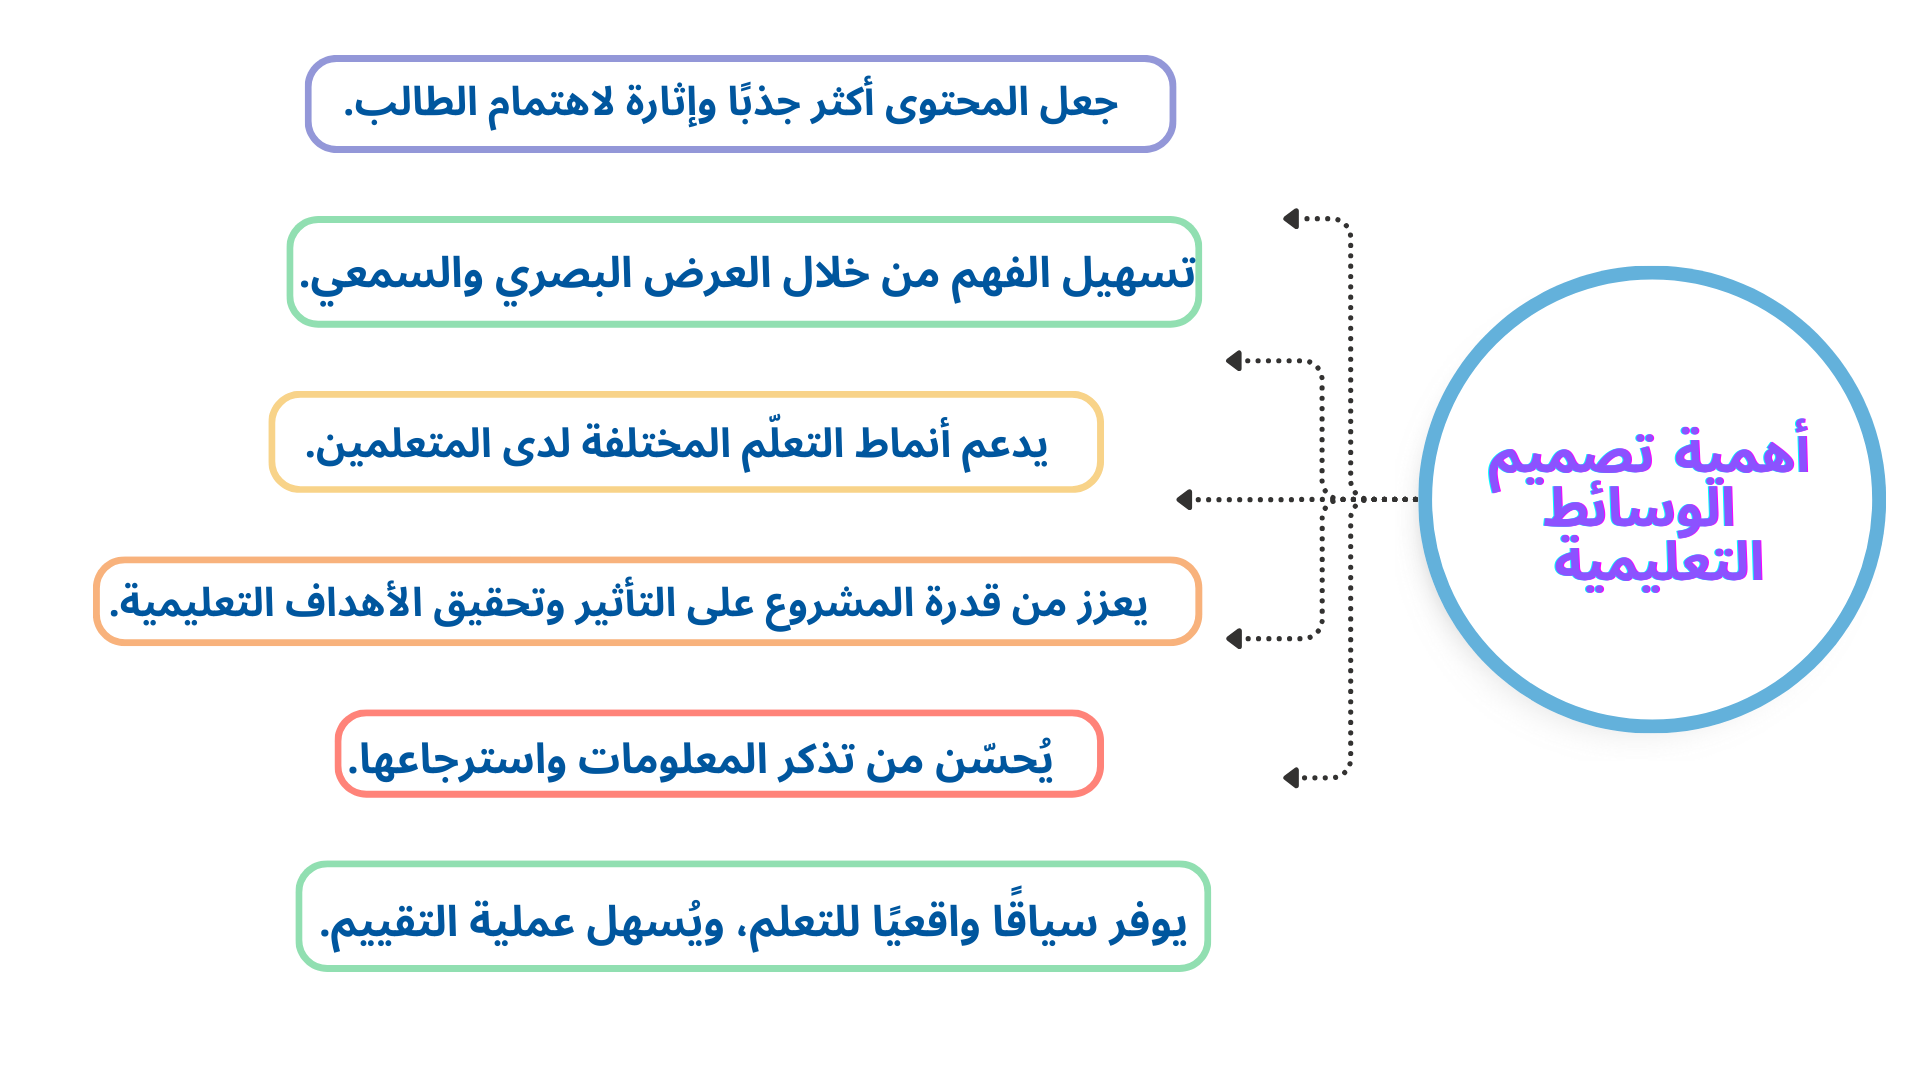 أهمية تصميم
الوسائط
التعليمية
جعل المحتوى أكثر جذبًا وإثارة لاهتمام الطالب.
تسهيل الفهم من خلال العرض البصري والسمعي.
يدعم أنماط التعلّم المختلفة لدى المتعلمين.
يعزز من قدرة المشروع على التأثير وتحقيق الأهداف التعليمية.
يُحسّن من تذكر المعلومات واسترجاعها.
يوفر سياقًا واقعيًا للتعلم، ويُسهل عملية التقييم.